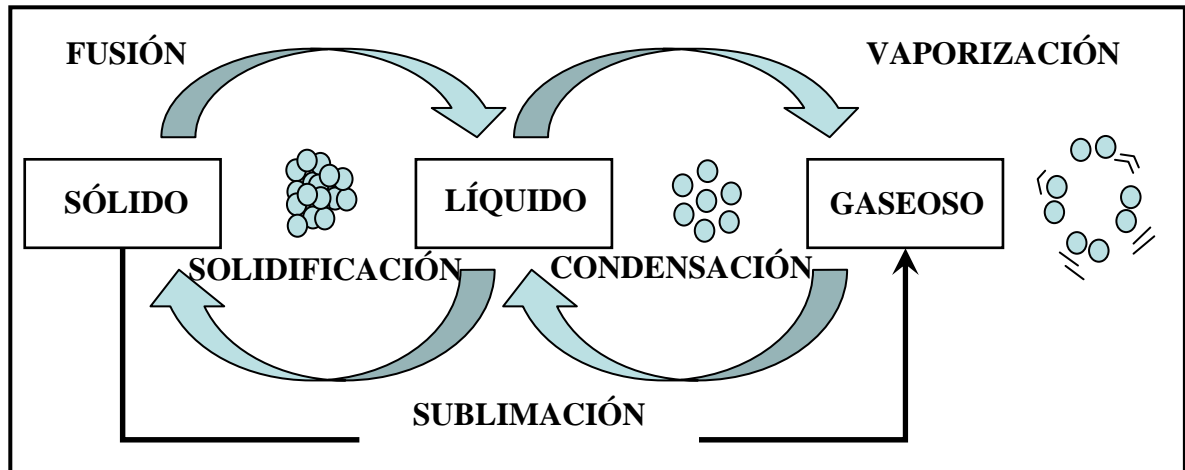 FUSIÓN
VAPORIZACIÓN
SÓLIDO
LÍQUIDO
GASEOSO
SOLIDIFICACIÓN
CONDENSACIÓN
SUBLIMACIÓN